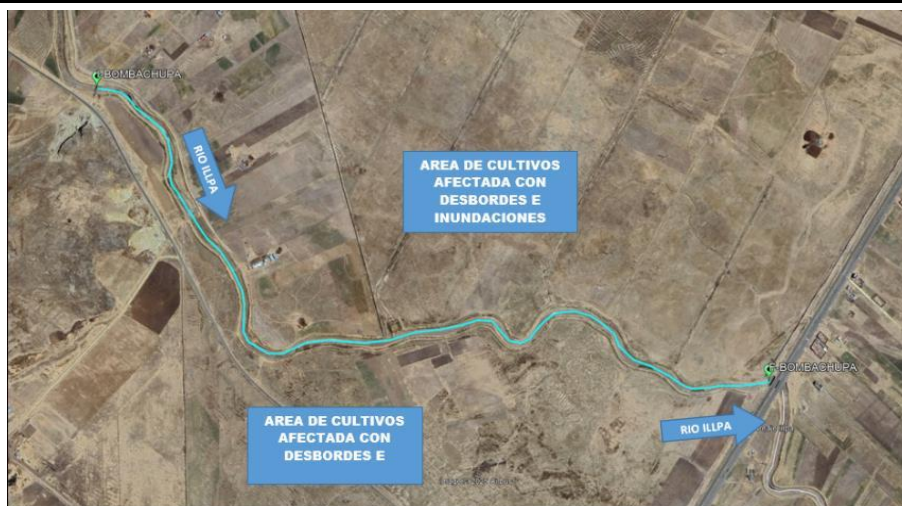 I BOMBACHUPA
RIO ILLPA
AREA DE CULTIVOS
AFECTADA CON
DESBORDES E
INUNDACIONES
F BOMBACHUPA
RIO ILLPA
AREA DE CULTIVOS
AFECTADA CON
DESBORDES E